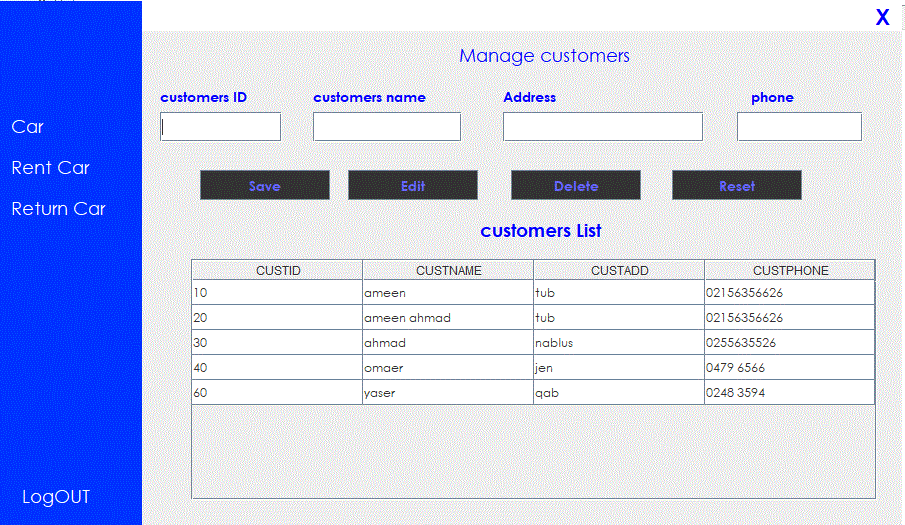 X
Manage customers
customers ID customers name Address phone
Car
Rent Car
Return Car
Save Edit Delete Reset
customers List
CUSTID CUSTNAME CUSTADD CUSTPHONE
10 ameen tub 02156356626
20 ameen ahmad tub 02156356626
30 ahmad nablus 0255635526
40 omaer jen 0479 6566
60 yaser qab 0248 3594
LogOUT